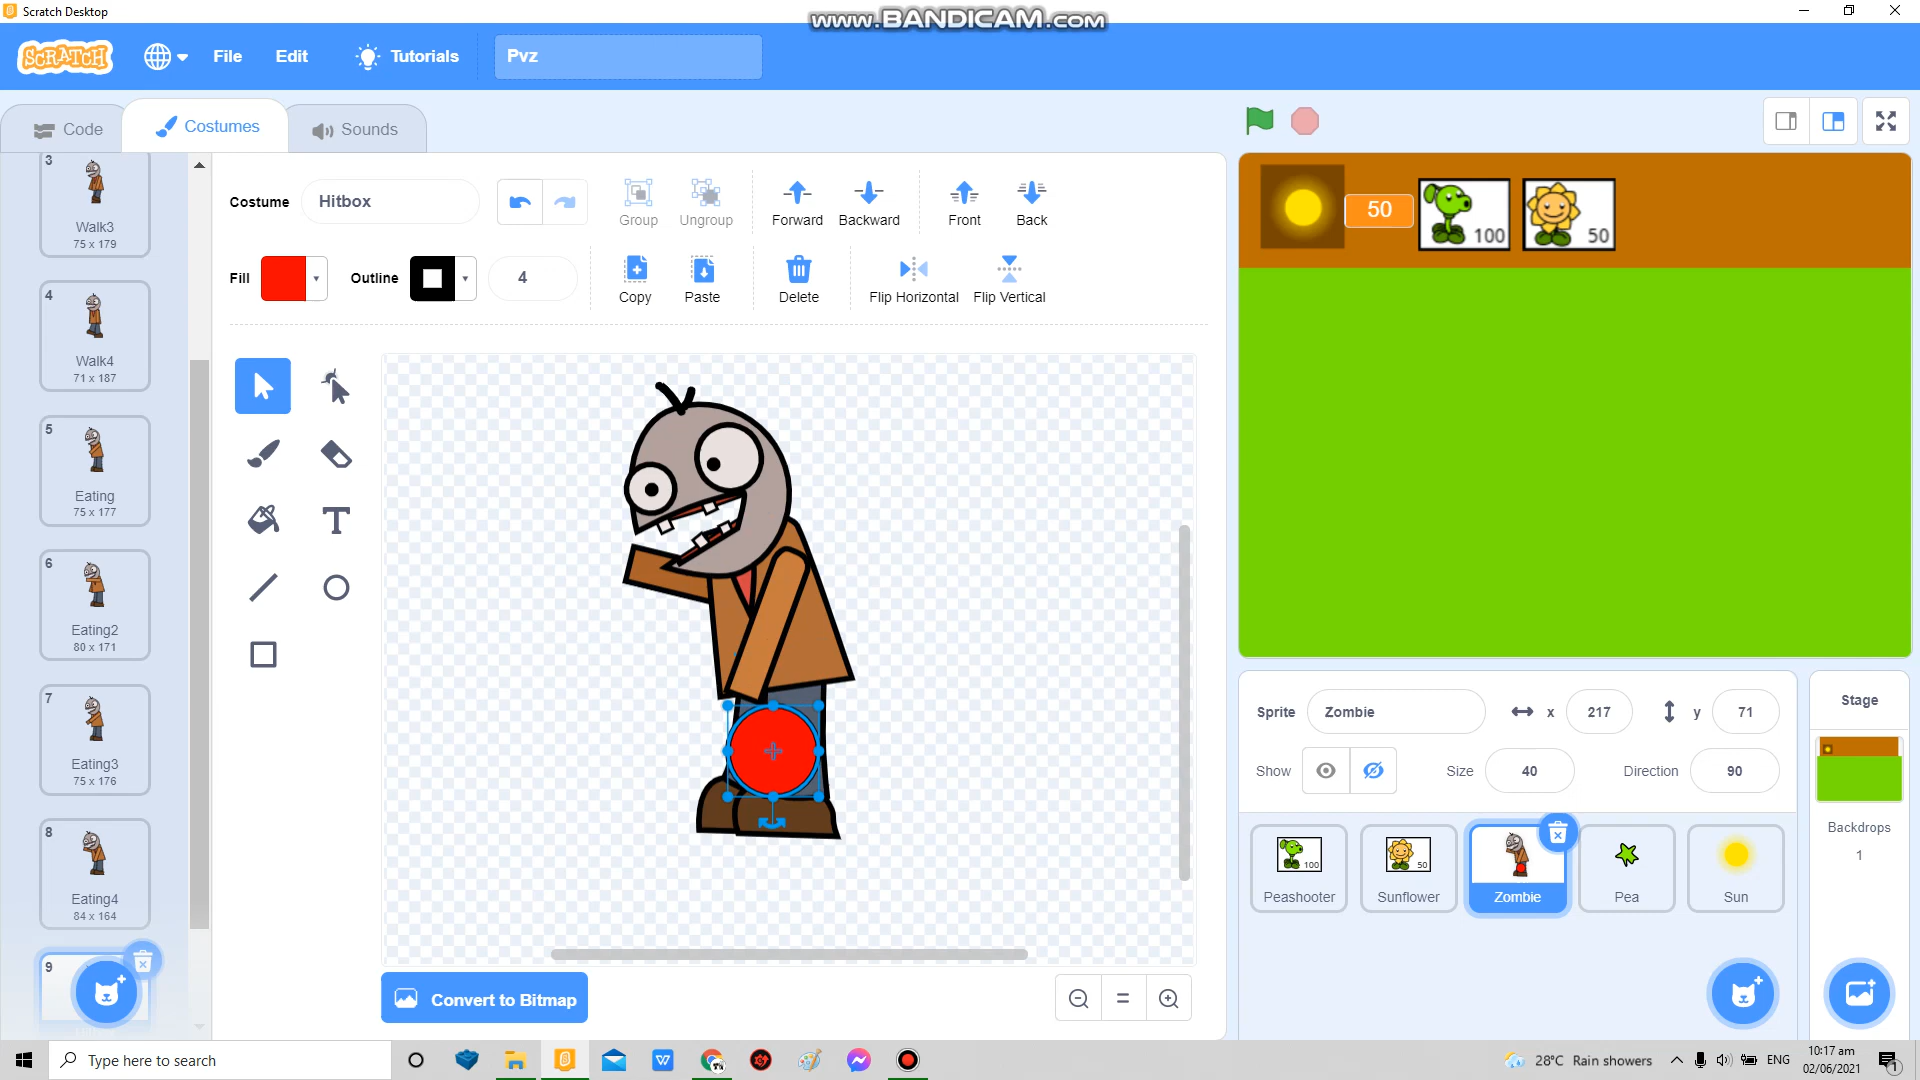 Scratch Desktop
www.BANDICAM.com
SCRATCH
File
Edit
Tutorials
Pvz
Code
Costumes
Sounds
3
Walk3
75 x 179
4
Walk4
71 x 187
5
Eating
75 x 177
6
Eating2
80 x 171
7
Eating3
75 x 176
8
Eating4
84 x 164
9
Costume
Hitbox
Group
Ungroup
Forward
Backward
Front
Back
Fill
Outline
4
Copy
Paste
Delete
Flip Horizontal
Flip Vertical
Convert to Bitmap
50
100
50
Sprite
Zombie
x
217
y
71
Show
Size
40
Direction
90
100
Peashooter
50
Sunflower
Zombie
Pea
Sun
Stage
Backdrops
1
Type here to search
28°C Rain showers
ENG
10:17 am
02/06/2021
1